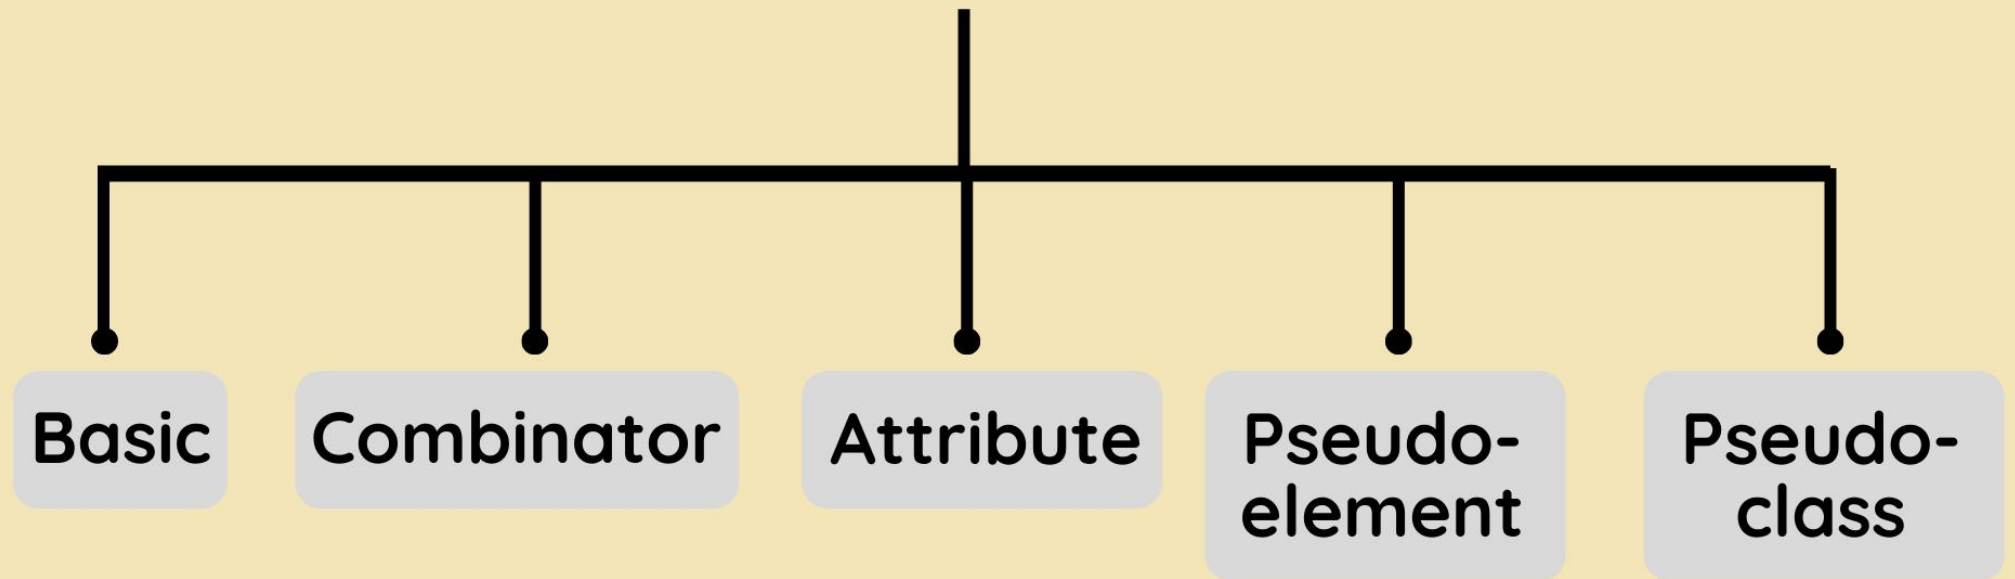 Basic
Combinator
Attribute
Pseudo-
element
Pseudo-
class